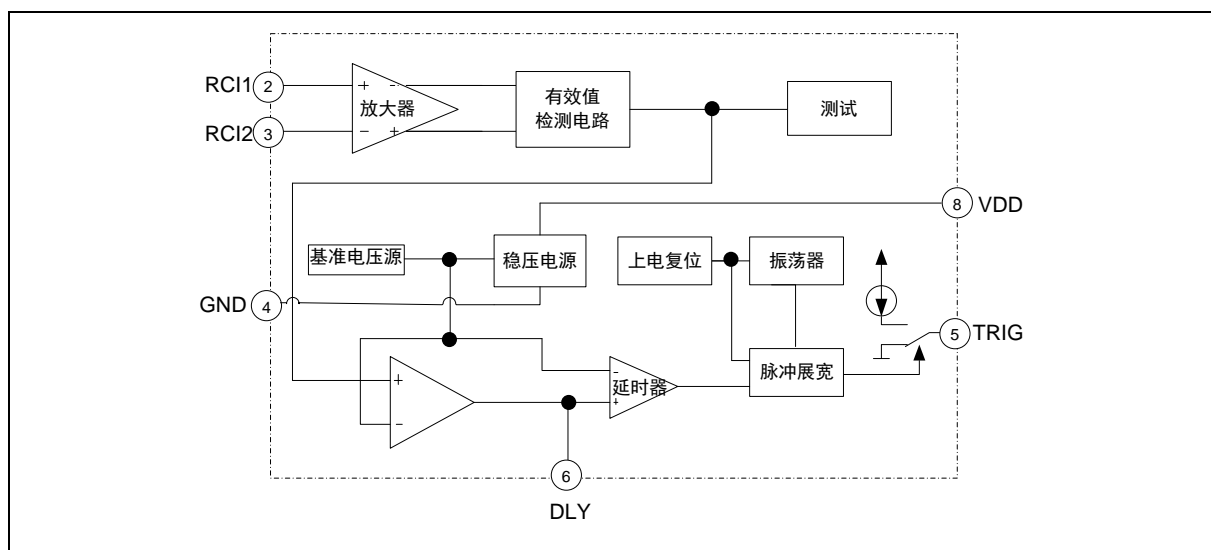 RCI1
2
+ -
放大器
- +
RCI2
3
有效值
检测电路
测试
8
VDD
基准电压源
稳压电源
上电复位
振荡器
GND
4
5
TRIG
+
-
-
延时器
+
脉冲展宽
6
DLY